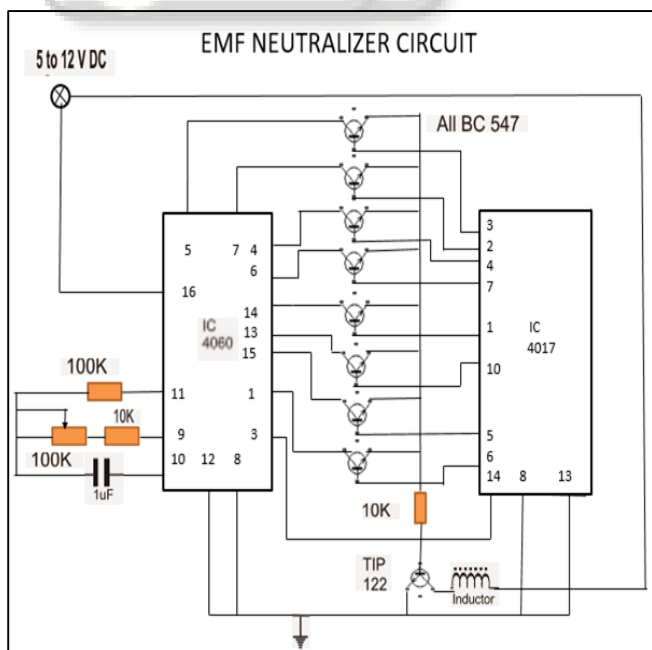 EMF NEUTRALIZER CIRCUIT
5 to 12 V DC
All BC 547
5
7
4
6
16
14
13
15
IC
4060
11
9
10
12
8
1
3
100K
10K
100K
1uF
3
2
4
7
1
10
5
6
14
8
13
IC
4017
10K
TIP
122
Inductor